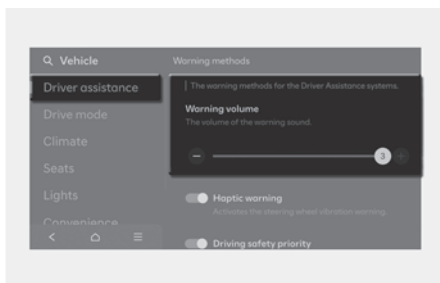 Vehicle
Warning methods
Driver assistance
The warning methods for the Driver Assistance systems.
Drive mode
Warning volume
The volume of the warning sound.
Climate
3
Seats
Lights
Haptic warning
Activates the steering wheel vibration warning.
Convenience
Driving safety priority